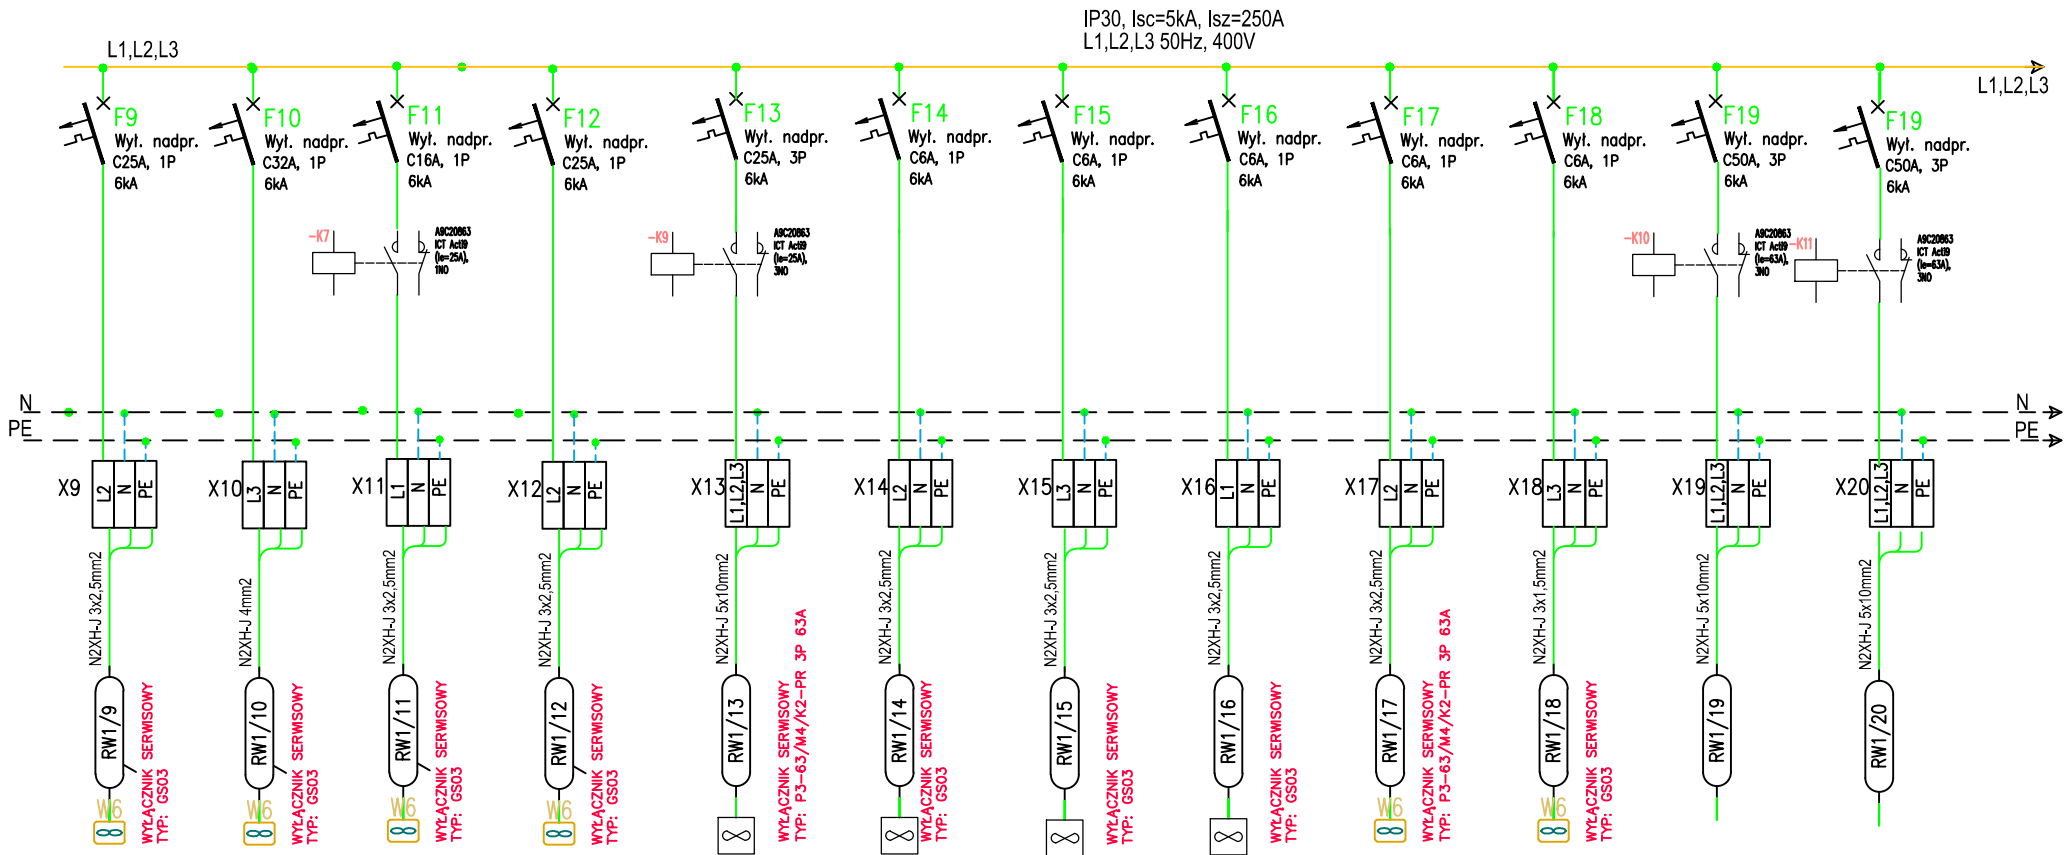 IP30, Isc=5kA, Isz=250A
L1,L2,L3 50Hz, 400V
L1,L2,L3
L1,L2,L3
F9
Wył. nadpr.
C25A, 1P
6kA
F10
Wył. nadpr.
C32A, 1P
6kA
F11
Wył. nadpr.
C16A, 1P
6kA
F12
Wył. nadpr.
C25A, 1P
6kA
F13
Wył. nadpr.
C25A, 3P
6kA
F14
Wył. nadpr.
C6A, 1P
6kA
F15
Wył. nadpr.
C6A, 1P
6kA
F16
Wył. nadpr.
C6A, 1P
6kA
F17
Wył. nadpr.
C6A, 1P
6kA
F18
Wył. nadpr.
C6A, 1P
6kA
F19
Wył. nadpr.
C50A, 3P
6kA
F19
Wył. nadpr.
C50A, 3P
6kA
-K7
A9C20863
ICT Acti9
(Ie=25A),
1NO
-K9
A9C20863
ICT Acti9
(Ie=25A),
3NO
-K10
A9C20863
ICT Acti9
(Ie=63A),
3NO
-K11
A9C20863
ICT Acti9
(Ie=63A),
3NO
N
N
PE
PE
X9 L2 N PE
X10 L3 N PE
X11 L1 N PE
X12 L2 N PE
X13 L1,L2,L3 N PE
X14 L2 N PE
X15 L3 N PE
X16 L1 N PE
X17 L2 N PE
X18 L3 N PE
X19 L1,L2,L3 N PE
X20 L1,L2,L3 N PE
N2XH-J 3x2,5mm2
N2XH-J 4mm2
N2XH-J 3x2,5mm2
N2XH-J 3x2,5mm2
N2XH-J 5x10mm2
N2XH-J 3x2,5mm2
N2XH-J 3x2,5mm2
N2XH-J 3x2,5mm2
N2XH-J 3x2,5mm2
N2XH-J 3x1,5mm2
N2XH-J 5x10mm2
N2XH-J 5x10mm2
RW1/9
WYŁĄCZNIK SERWISOWY
TYP: GS03
W6
RW1/10
WYŁĄCZNIK SERWISOWY
TYP: GS03
W6
RW1/11
WYŁĄCZNIK SERWISOWY
TYP: GS03
W6
RW1/12
WYŁĄCZNIK SERWISOWY
TYP: GS03
W6
RW1/13
WYŁĄCZNIK SERWISOWY
TYP: P3-63/M4/K2-PR 3P 63A
RW1/14
WYŁĄCZNIK SERWISOWY
TYP: GS03
RW1/15
WYŁĄCZNIK SERWISOWY
TYP: GS03
RW1/16
WYŁĄCZNIK SERWISOWY
TYP: GS03
RW1/17
WYŁĄCZNIK SERWISOWY
TYP: P3-63/M4/K2-PR 3P 63A
W6
RW1/18
WYŁĄCZNIK SERWISOWY
TYP: GS03
W6
RW1/19
RW1/20